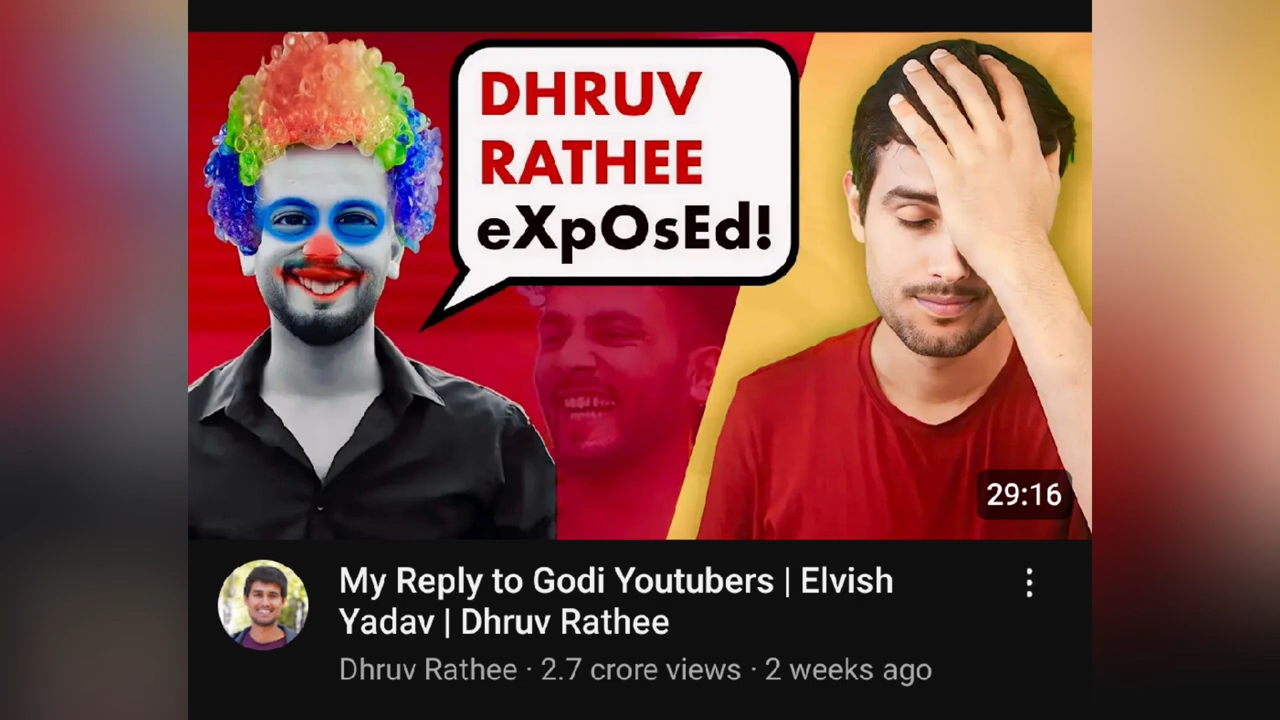 DHRUV
RATHEE
eXpOsEd!
29:16
My Reply to Godi Youtubers | Elvish
Yadav | Dhruv Rathee
Dhruv Rathee · 2.7 crore views · 2 weeks ago